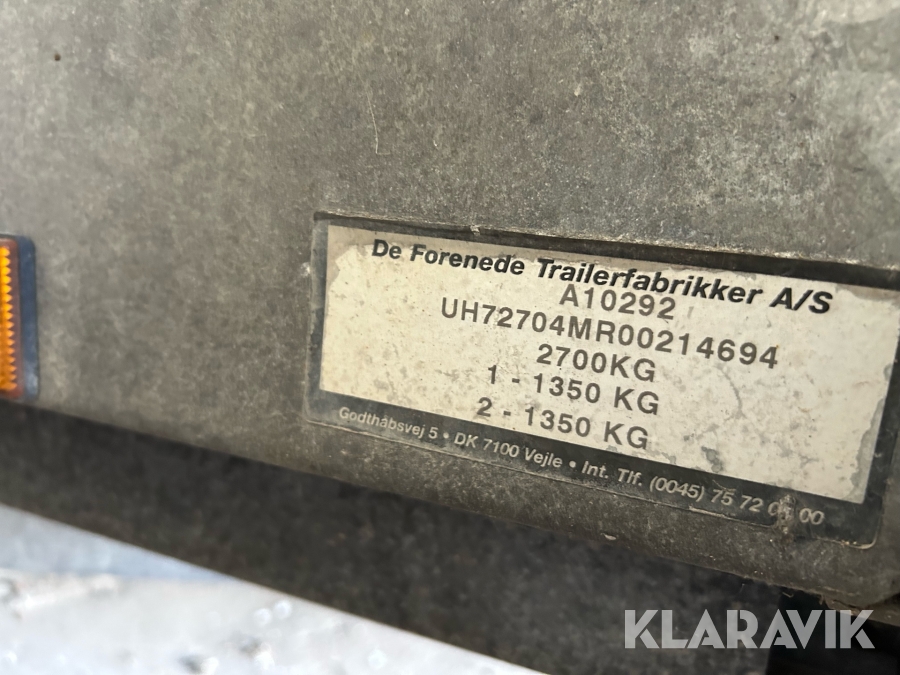 De Forenede Trailerfabrikker A/S
A10292
UH72704MR00214694
2700KG
1 - 1350 KG
2 - 1350 KG
Godthåbsvej 5 • DK 7100 Vejle • Int. Tlf. (0045) 75 72 00
KLARAVIK